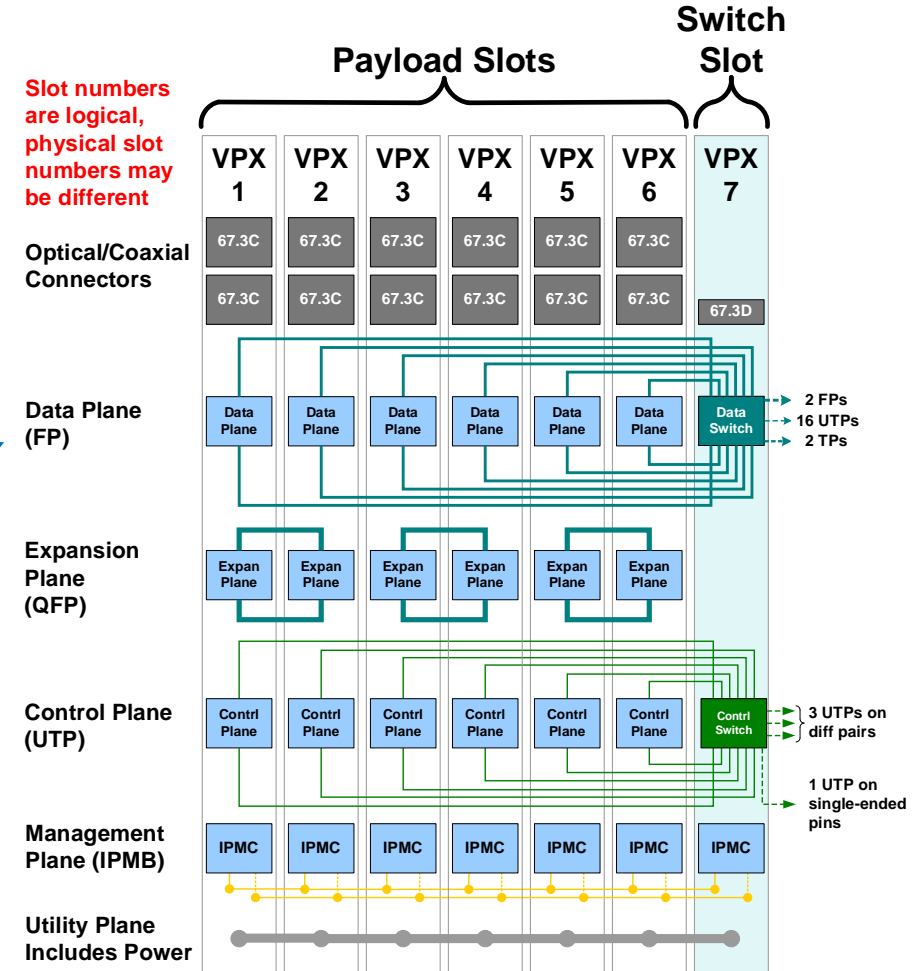 Switch
Slot
Payload Slots
Slot numbers
are logical,
physical slot
numbers may
be different
VPX
1
VPX
2
VPX
3
VPX
4
VPX
5
VPX
6
VPX
7
Optical/Coaxial
Connectors
67.3C
67.3C
67.3C
67.3C
67.3C
67.3C
67.3C
67.3C
67.3C
67.3C
67.3C
67.3C
67.3D
Data Plane
(FP)
Data
Plane
Data
Plane
Data
Plane
Data
Plane
Data
Plane
Data
Plane
Data
Switch
2 FPs
16 UTPs
2 TPs
Expansion
Plane
(QFP)
Expan
Plane
Expan
Plane
Expan
Plane
Expan
Plane
Expan
Plane
Expan
Plane
Control Plane
(UTP)
Contrl
Plane
Contrl
Plane
Contrl
Plane
Contrl
Plane
Contrl
Plane
Contrl
Plane
Contrl
Switch
3 UTPs on
diff pairs
1 UTP on
single-ended
pins
Management
Plane (IPMB)
IPMC
IPMC
IPMC
IPMC
IPMC
IPMC
IPMC
Utility Plane
Includes Power